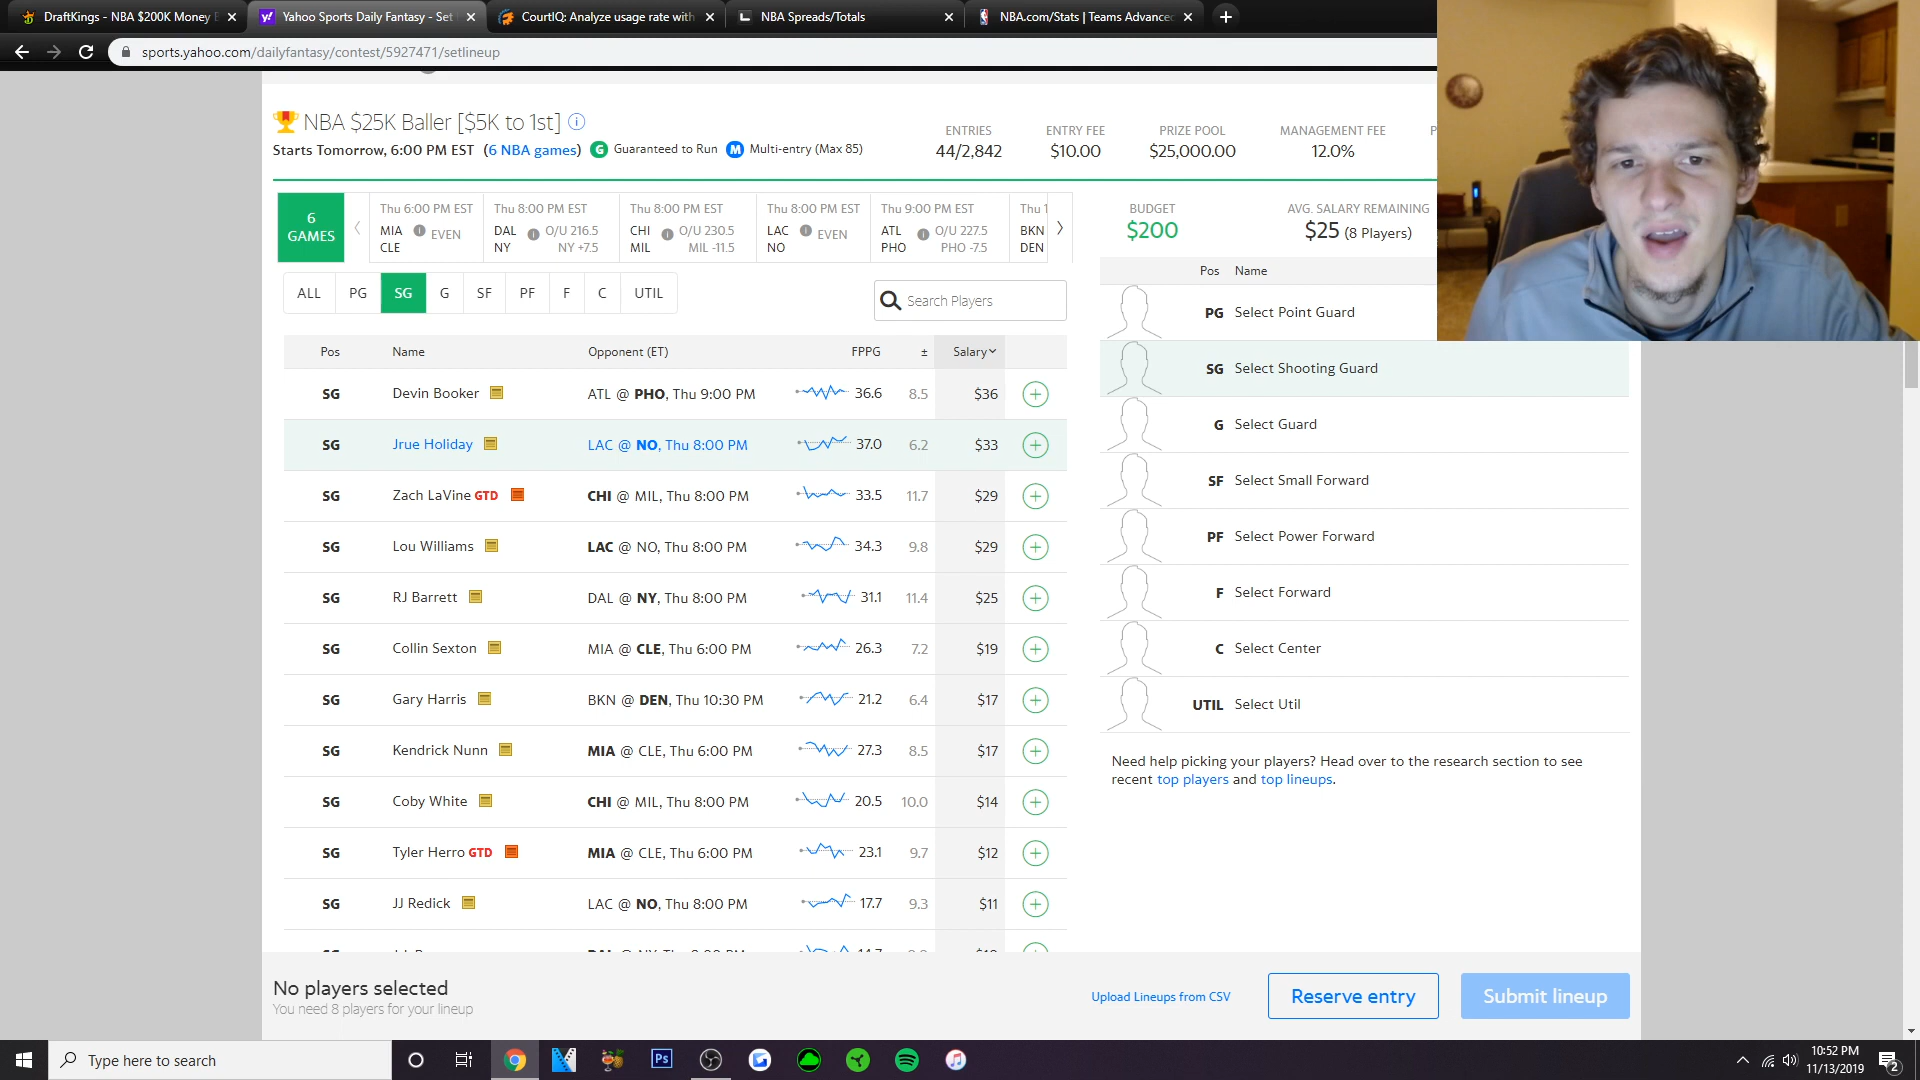 DraftKings - NBA $200K Money
Yahoo Sports Daily Fantasy - Set
CourtIQ: Analyze usage rate with
NBA Spreads/Totals
NBA.com/Stats | Teams Advance
sports.yahoo.com/dailyfantasy/contest/5927471/setlineup
NBA $25K Baller [$5K to 1st]
Starts Tomorrow, 6:00 PM EST (6 NBA games) G Guaranteed to Run M Multi-entry (Max 85)
ENTRIES ENTRY FEE PRIZE POOL MANAGEMENT FEE
44/2,842 $10.00 $25,000.00 12.0%
6 GAMES
Thu 6:00 PM EST
MIA
CLE
EVEN
Thu 8:00 PM EST
DAL O/U 216.5
NY NY +7.5
Thu 8:00 PM EST
CHI O/U 230.5
MIL MIL -11.5
Thu 8:00 PM EST
LAC
NO
EVEN
Thu 9:00 PM EST
ATL O/U 227.5
PHO PHO -7.5
Thu 1
BKN
DEN
BUDGET AVG. SALARY REMAINING
$200 $25 (8 Players)
ALL PG SG G SF PF F C UTIL
Search Players
Pos Name Opponent (ET) FPPG ± Salary
SG Devin Booker ATL @ PHO, Thu 9:00 PM 36.6 8.5 $36
SG Jrue Holiday LAC @ NO, Thu 8:00 PM 37.0 6.2 $33
SG Zach LaVine GTD CHI @ MIL, Thu 8:00 PM 33.5 11.7 $29
SG Lou Williams LAC @ NO, Thu 8:00 PM 34.3 9.8 $29
SG RJ Barrett DAL @ NY, Thu 8:00 PM 31.1 11.4 $25
SG Collin Sexton MIA @ CLE, Thu 6:00 PM 26.3 7.2 $19
SG Gary Harris BKN @ DEN, Thu 10:30 PM 21.2 6.4 $17
SG Kendrick Nunn MIA @ CLE, Thu 6:00 PM 27.3 8.5 $17
SG Coby White CHI @ MIL, Thu 8:00 PM 20.5 10.0 $14
SG Tyler Herro GTD MIA @ CLE, Thu 6:00 PM 23.1 9.7 $12
SG JJ Redick LAC @ NO, Thu 8:00 PM 17.7 9.3 $11
Pos Name
PG Select Point Guard
SG Select Shooting Guard
G Select Guard
SF Select Small Forward
PF Select Power Forward
F Select Forward
C Select Center
UTIL Select Util
Need help picking your players? Head over to the research section to see
recent top players and top lineups.
No players selected
You need 8 players for your lineup
Upload Lineups from CSV
Reserve entry
Submit lineup
Type here to search
Ps
10:52 PM
11/13/2019
2